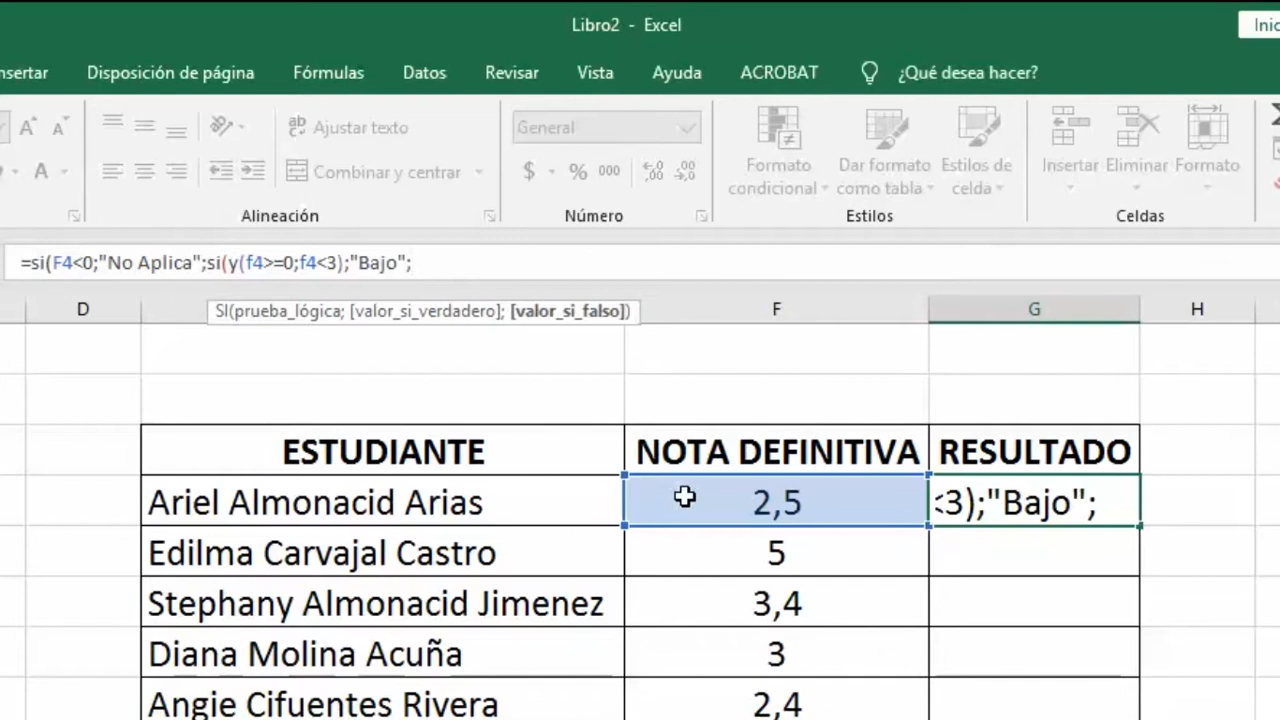 Libro2 - Excel
Inic
nsertar Disposición de página Fórmulas Datos Revisar Vista Ayuda ACROBAT ¿Qué desea hacer?
A A ab Ajustar texto General Formato condicional Dar formato como tabla Estilos de celda Insertar Eliminar Formato
A Combinar y centrar $ % 000
Alineación Número Estilos Celdas
=si(F4<0;"No Aplica";si(y(f4>=0;f4<3);"Bajo";
D F G H
SI(prueba_lógica; [valor_si_verdadero]; [valor_si_falso])
ESTUDIANTE NOTA DEFINITIVA RESULTADO
Ariel Almonacid Arias 2,5 <3);"Bajo";
Edilma Carvajal Castro 5
Stephany Almonacid Jimenez 3,4
Diana Molina Acuña 3
Angie Cifuentes Rivera 2,4